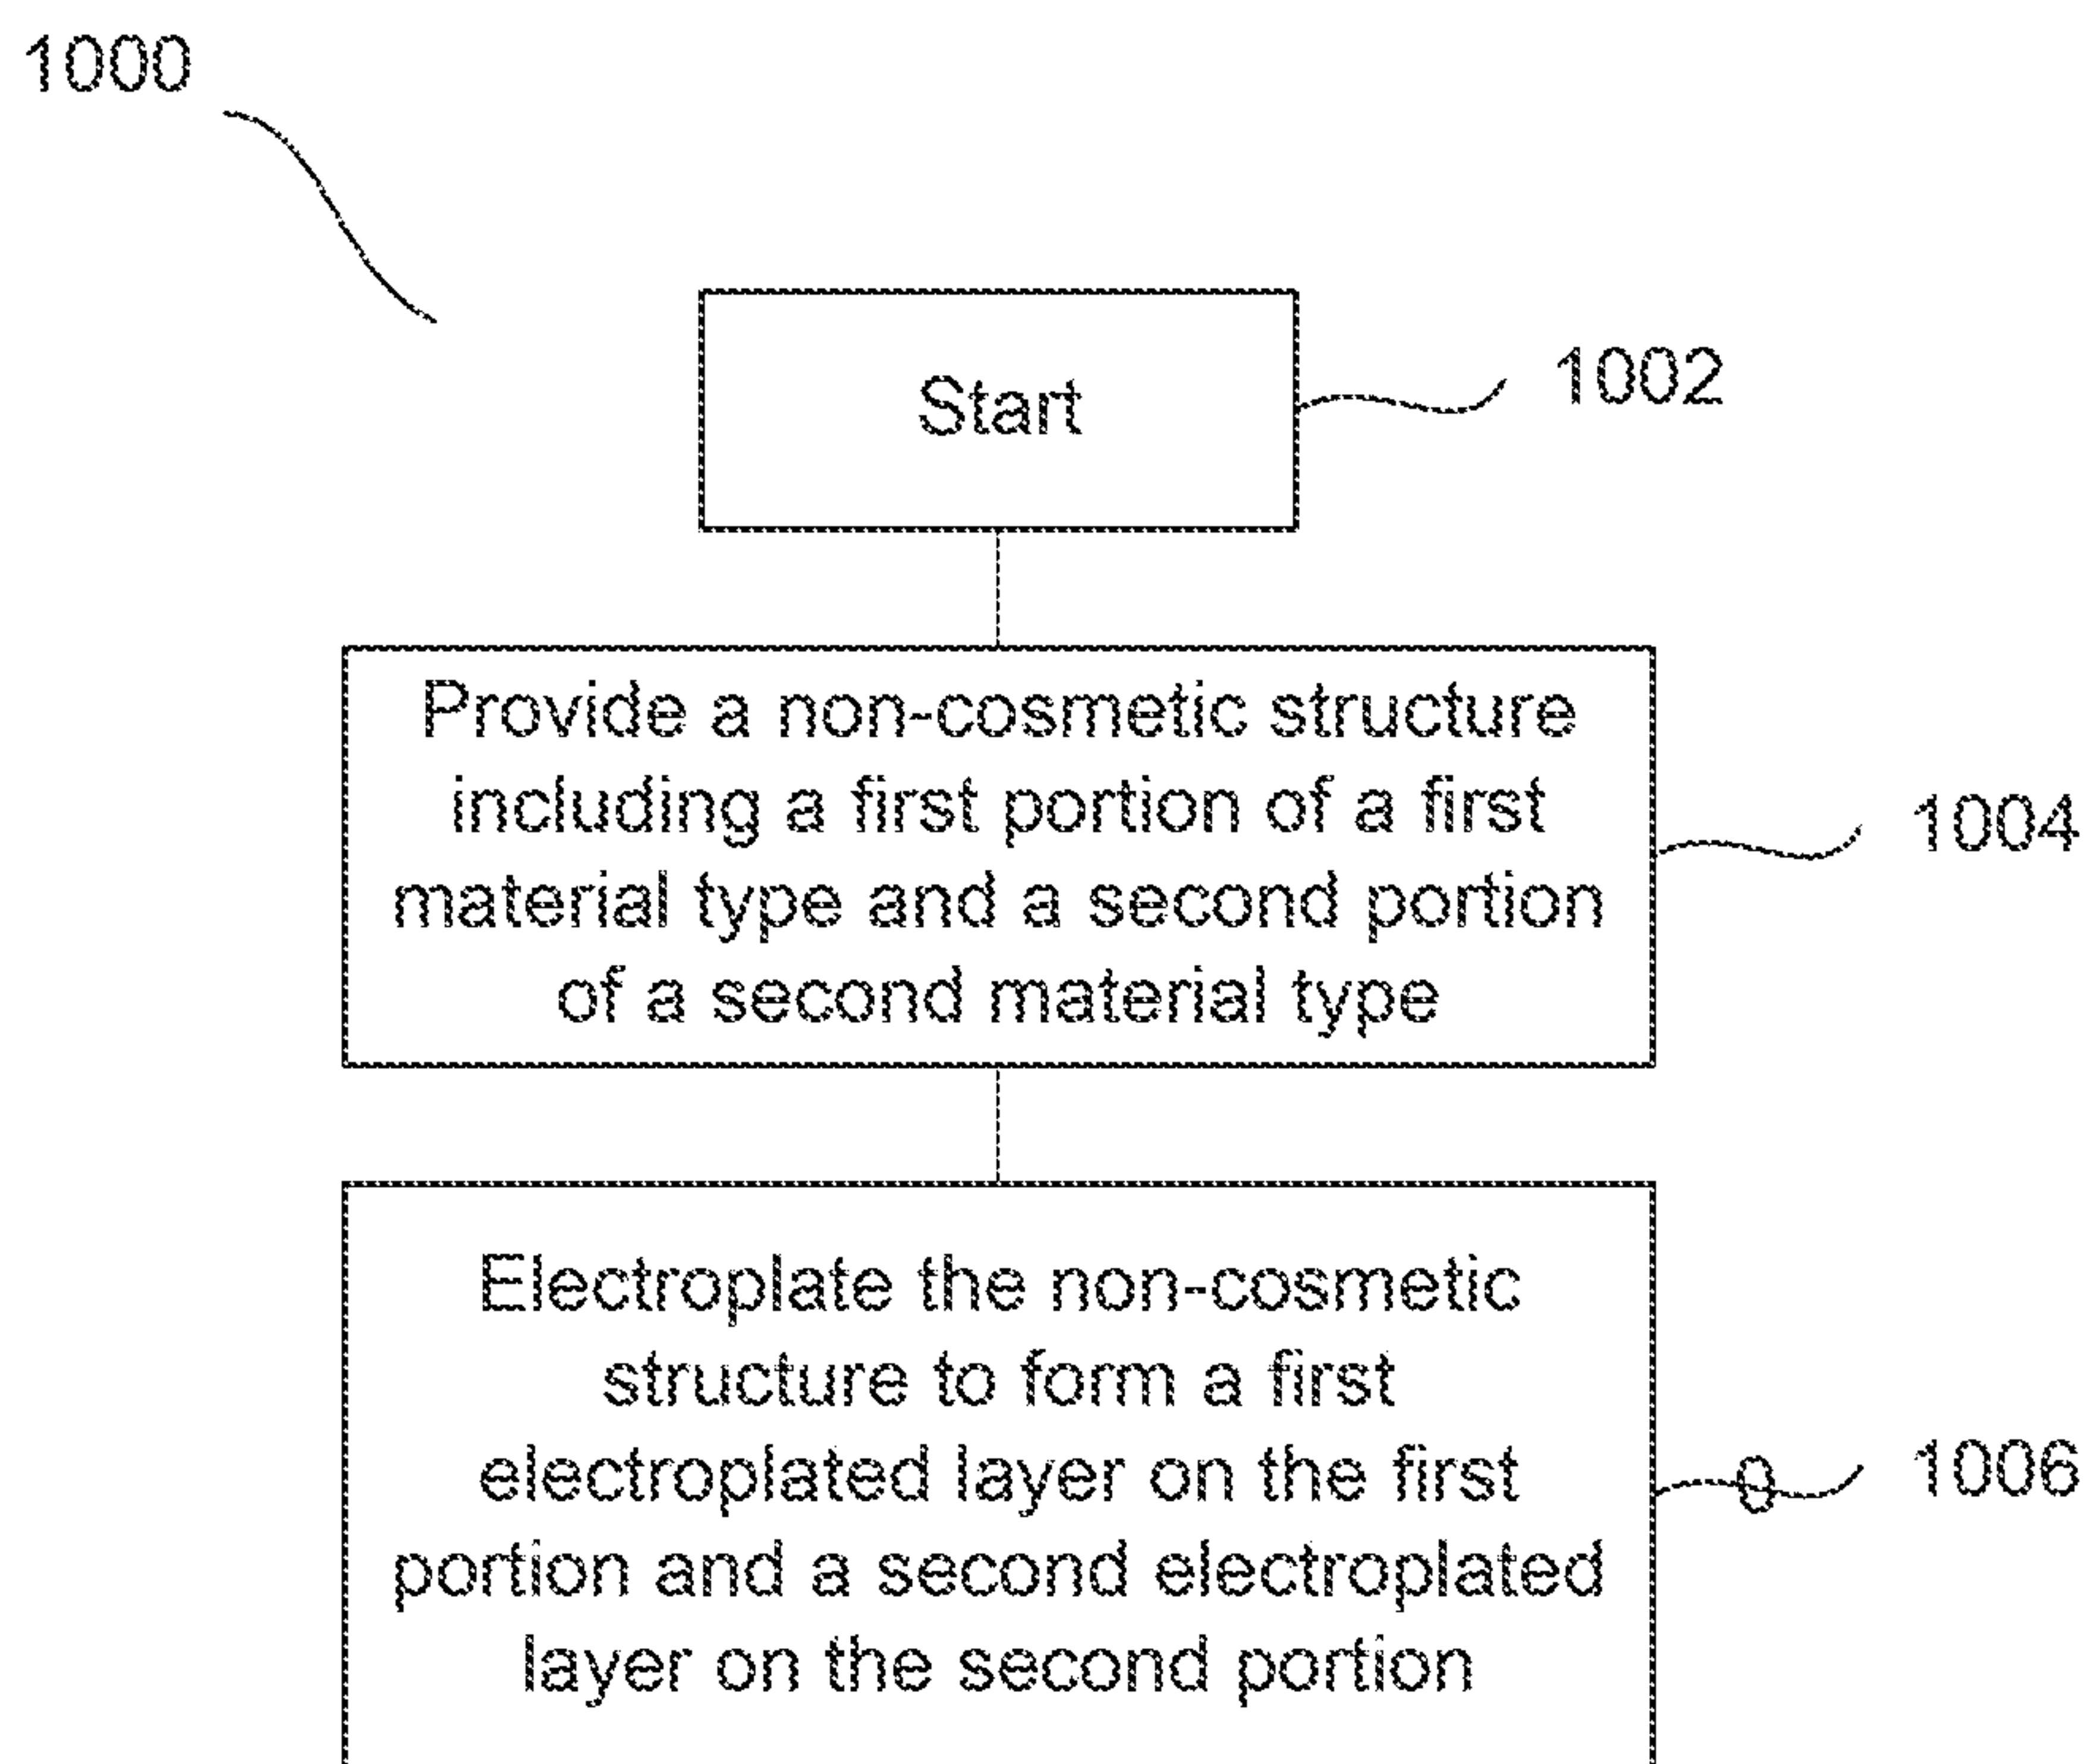 1000
Start
1002
Provide a non-cosmetic structure
including a first portion of a first
material type and a second portion
of a second material type
1004
Electroplate the non-cosmetic
structure to form a first
electroplated layer on the first
portion and a second electroplated
layer on the second portion
1006